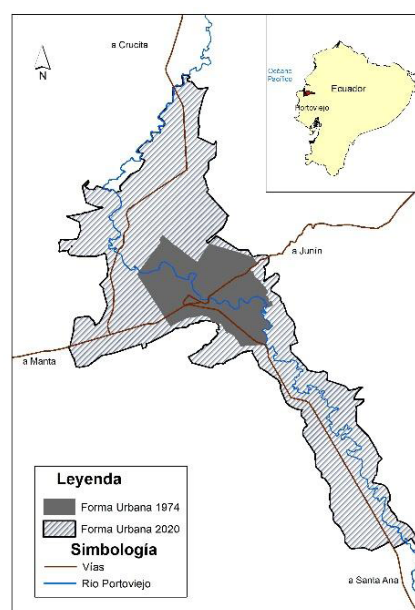 a Crucita
N
Océano
Pacífico
Ecuador
Portoviejo
a Junín
a Manta
Leyenda
Forma Urbana 1974
Forma Urbana 2020
Simbología
Vías
Río Portoviejo
a Santa Ana